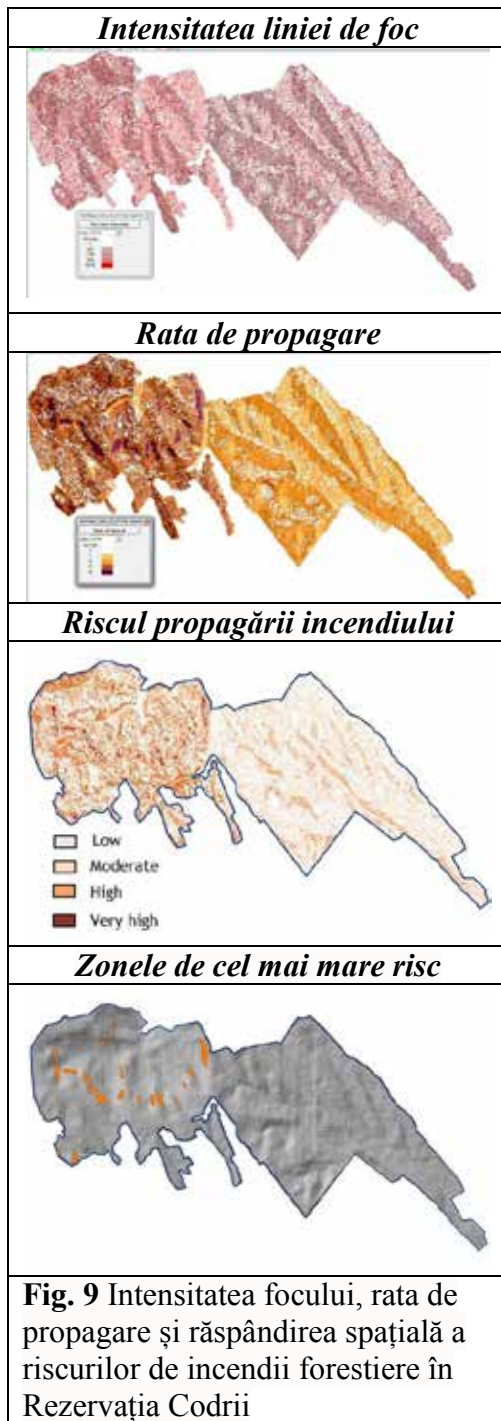 Intensitatea liniei de foc
Rata de propagare
Riscul propagării incendiului
Low
Moderate
High
Very high
Zonele de cel mai mare risc
Fig. 9 Intensitatea focului, rata de
propagare și răspândirea spațială a
riscurilor de incendii forestiere în
Rezervația Codrii